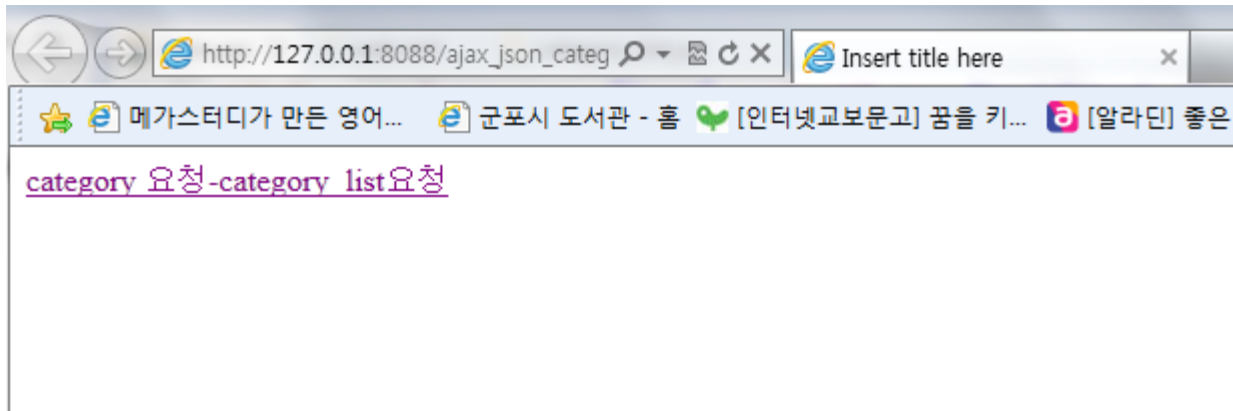 http://127.0.0.1:8088/ajax_json_categ
Insert title here
메가스터디가 만든 영어... 군포시 도서관 - 홈 [인터넷교보문고] 꿈을 키... [알라딘] 좋은
category 요청-category_list요청